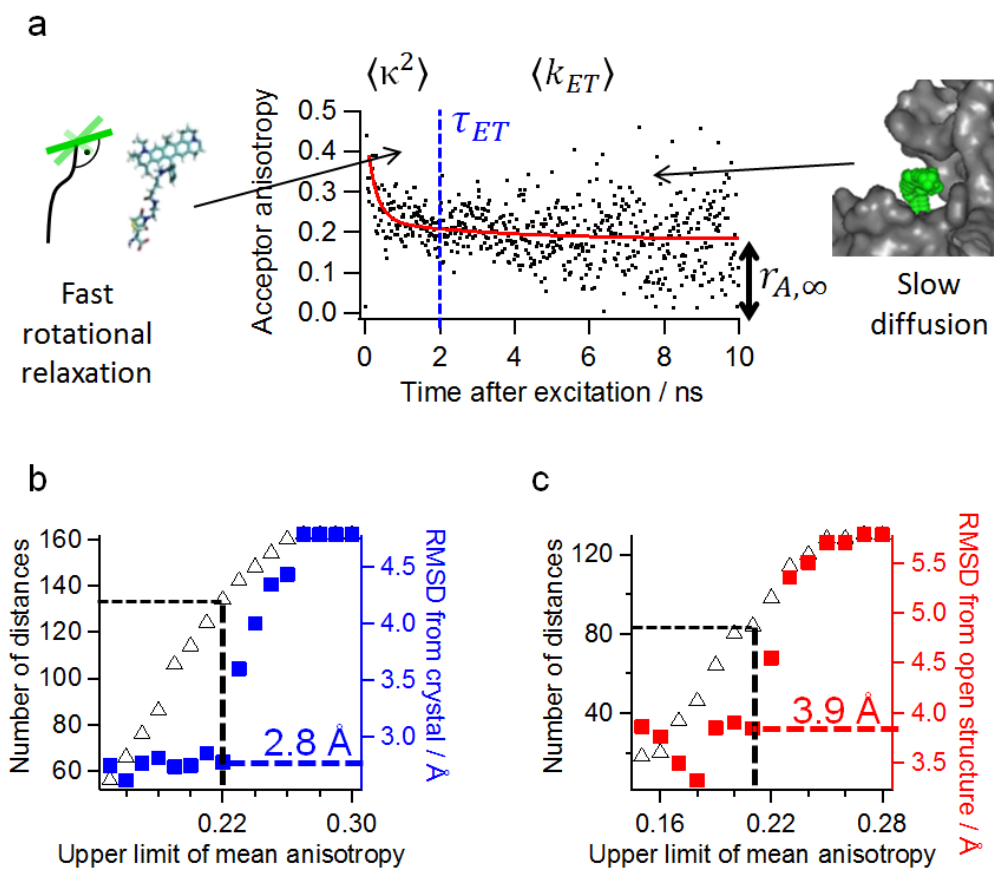 a
⟨κ²⟩
⟨k_ET⟩
τ_ET
Acceptor anisotropy
0.5
0.4
0.3
0.2
0.1
0.0
0
2
4
6
8
10
Time after excitation / ns
r_A,∞
Fast
rotational
relaxation
Slow
diffusion
b
Number of distances
160
140
120
100
80
60
0.22
0.30
Upper limit of mean anisotropy
4.5
4.0
3.5
3.0
RMSD from crystal / Å
2.8 Å
c
Number of distances
120
80
40
0.16
0.22
0.28
Upper limit of mean anisotropy
5.5
5.0
4.5
4.0
3.5
RMSD from open structure / Å
3.9 Å